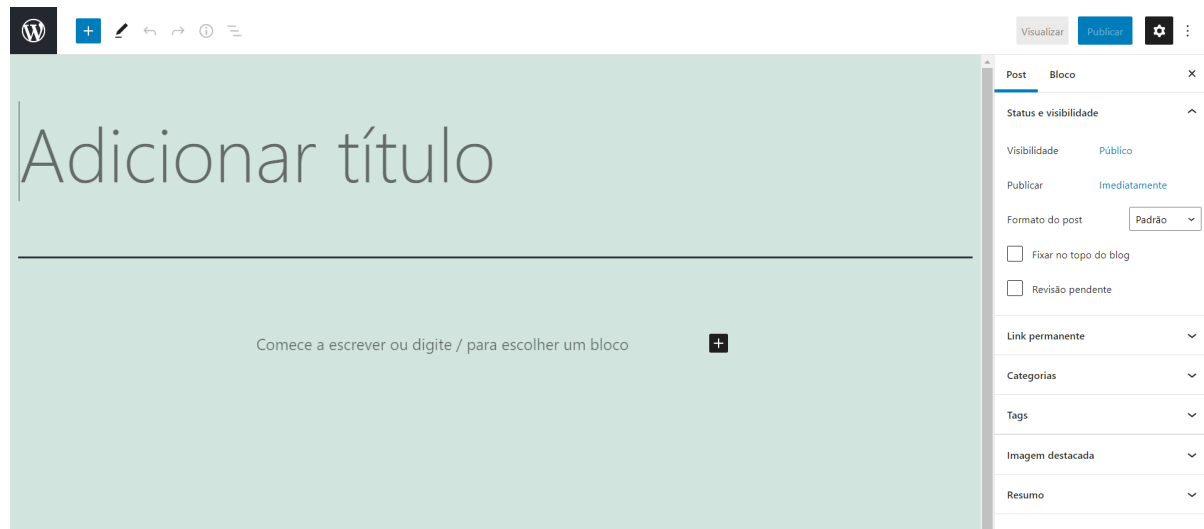 Visualizar
Publicar
Post
Bloco
Adicionar título
Status e visibilidade
Visibilidade Público
Publicar Imediatamente
Formato do post Padrão
Fixar no topo do blog
Revisão pendente
Comece a escrever ou digite / para escolher um bloco
Link permanente
Categorias
Tags
Imagem destacada
Resumo